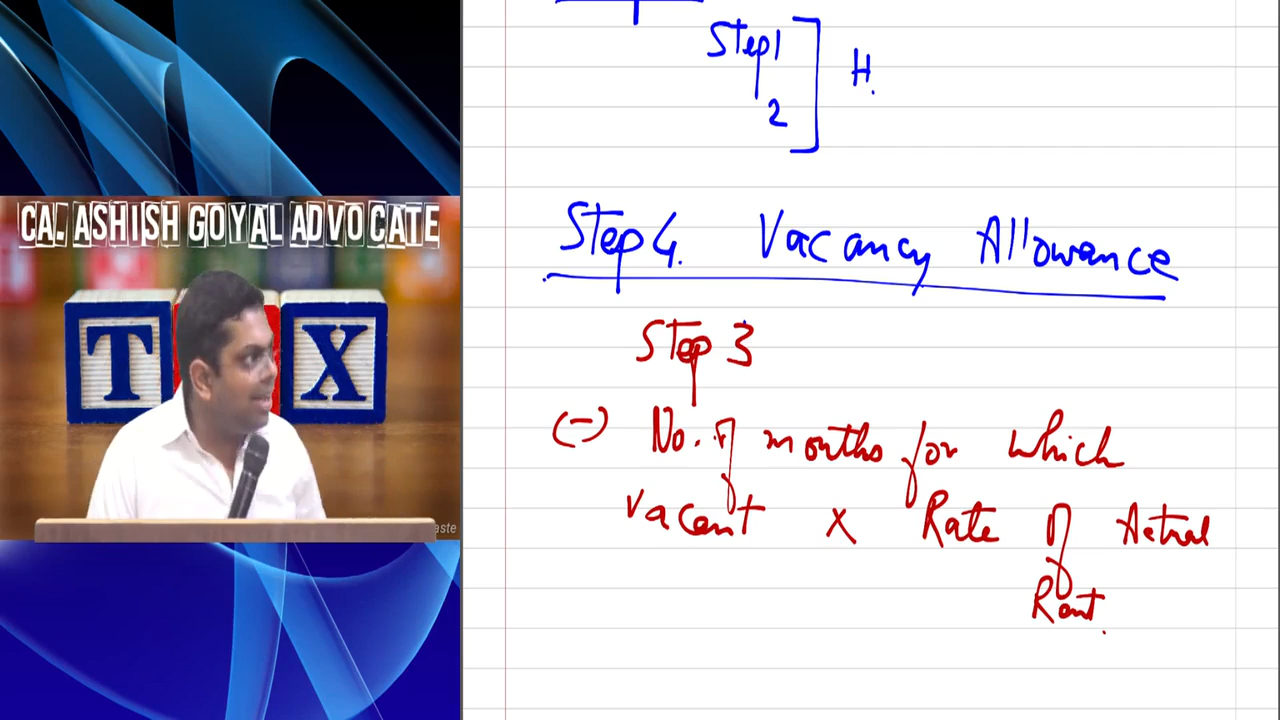 Step1
2
H.
CA. ASHISH GOYAL ADVOCATE
T X
Step 4. Vacancy Allowance
Step 3
(-) No. of months for which
vacant x Rate of Actual
Rent.
aste